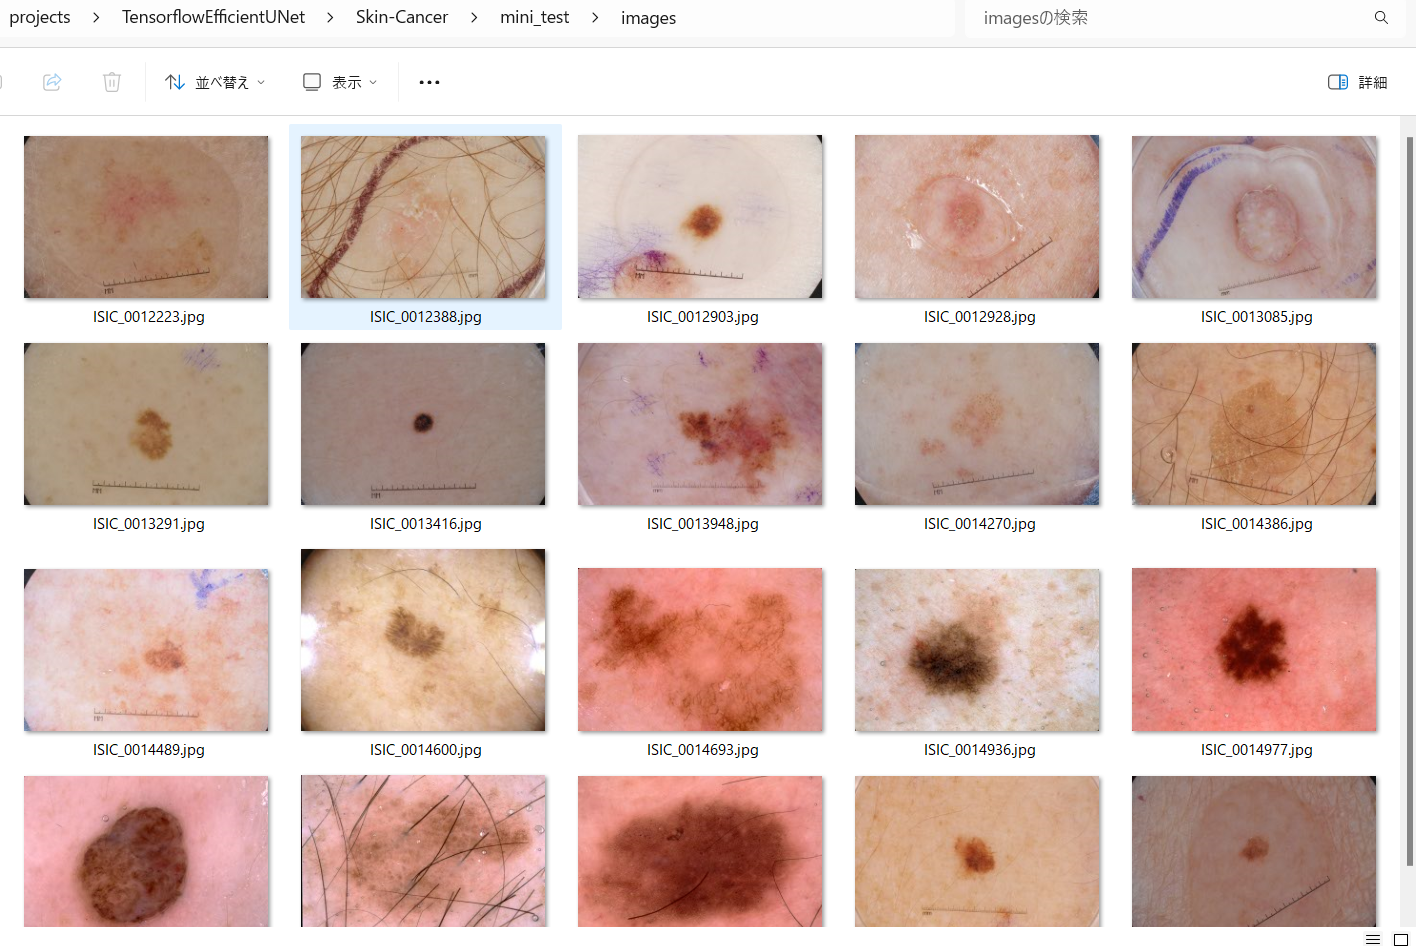 projects > TensorflowEfficientUNet > Skin-Cancer > mini_test > images
imagesの検索
並べ替え
表示
詳細
ISIC_0012223.jpg
ISIC_0012388.jpg
ISIC_0012903.jpg
ISIC_0012928.jpg
ISIC_0013085.jpg
ISIC_0013291.jpg
ISIC_0013416.jpg
ISIC_0013948.jpg
ISIC_0014270.jpg
ISIC_0014386.jpg
ISIC_0014489.jpg
ISIC_0014600.jpg
ISIC_0014693.jpg
ISIC_0014936.jpg
ISIC_0014977.jpg